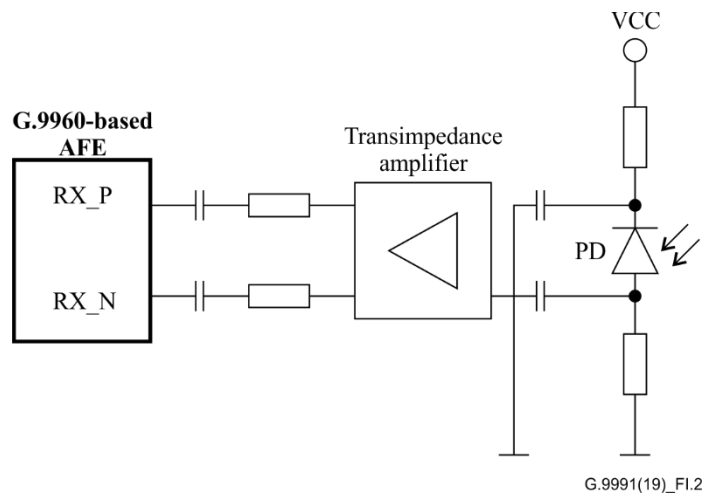 VCC
G.9960-based
AFE
Transimpedance
amplifier
RX_P
PD
RX_N
G.9991(19)_FI.2